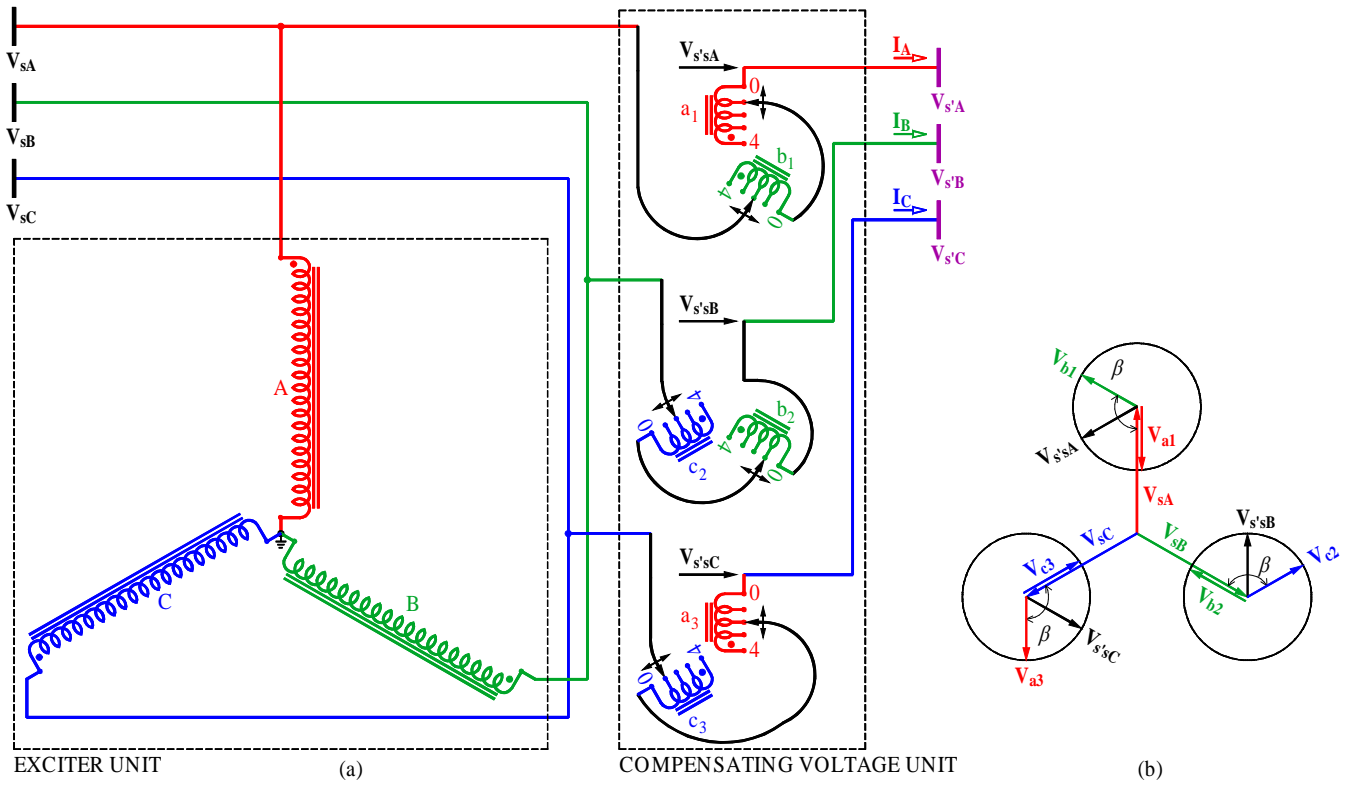 V_sA
V_sB
V_sC
A
C
B
EXCITER UNIT
(a)
V_s'sA
0
a_1
4
b_1
4
0
V_s'sB
4
0
c_2
b_2
4
0
V_s'sC
0
a_3
4
4
0
c_3
COMPENSATING VOLTAGE UNIT
I_A
V_s'A
I_B
V_s'B
I_C
V_s'C
V_b1
β
V_s'sA
V_a1
V_sA
V_sC
V_sB
V_s'sB
V_c3
β
V_c2
V_b2
β
V_s'sC
V_a3
(b)